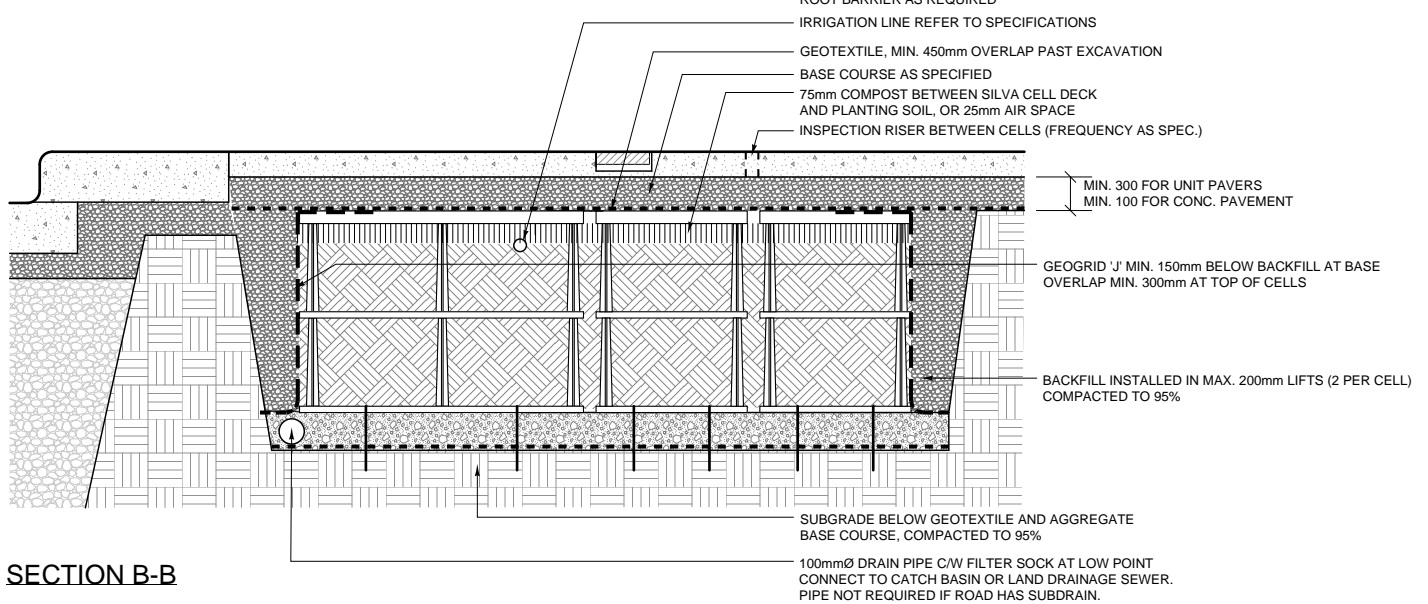 ROOT BARRIER AS REQUIRED
IRRIGATION LINE REFER TO SPECIFICATIONS
GEOTEXTILE, MIN. 450mm OVERLAP PAST EXCAVATION
BASE COURSE AS SPECIFIED
75mm COMPOST BETWEEN SILVA CELL DECK
AND PLANTING SOIL, OR 25mm AIR SPACE
INSPECTION RISER BETWEEN CELLS (FREQUENCY AS SPEC.)
MIN. 300 FOR UNIT PAVERS
MIN. 100 FOR CONC. PAVEMENT
GEOGRID 'J' MIN. 150mm BELOW BACKFILL AT BASE
OVERLAP MIN. 300mm AT TOP OF CELLS
BACKFILL INSTALLED IN MAX. 200mm LIFTS (2 PER CELL)
COMPACTED TO 95%
SUBGRADE BELOW GEOTEXTILE AND AGGREGATE
BASE COURSE, COMPACTED TO 95%
100mmØ DRAIN PIPE C/W FILTER SOCK AT LOW POINT
CONNECT TO CATCH BASIN OR LAND DRAINAGE SEWER.
PIPE NOT REQUIRED IF ROAD HAS SUBDRAIN.
SECTION B-B